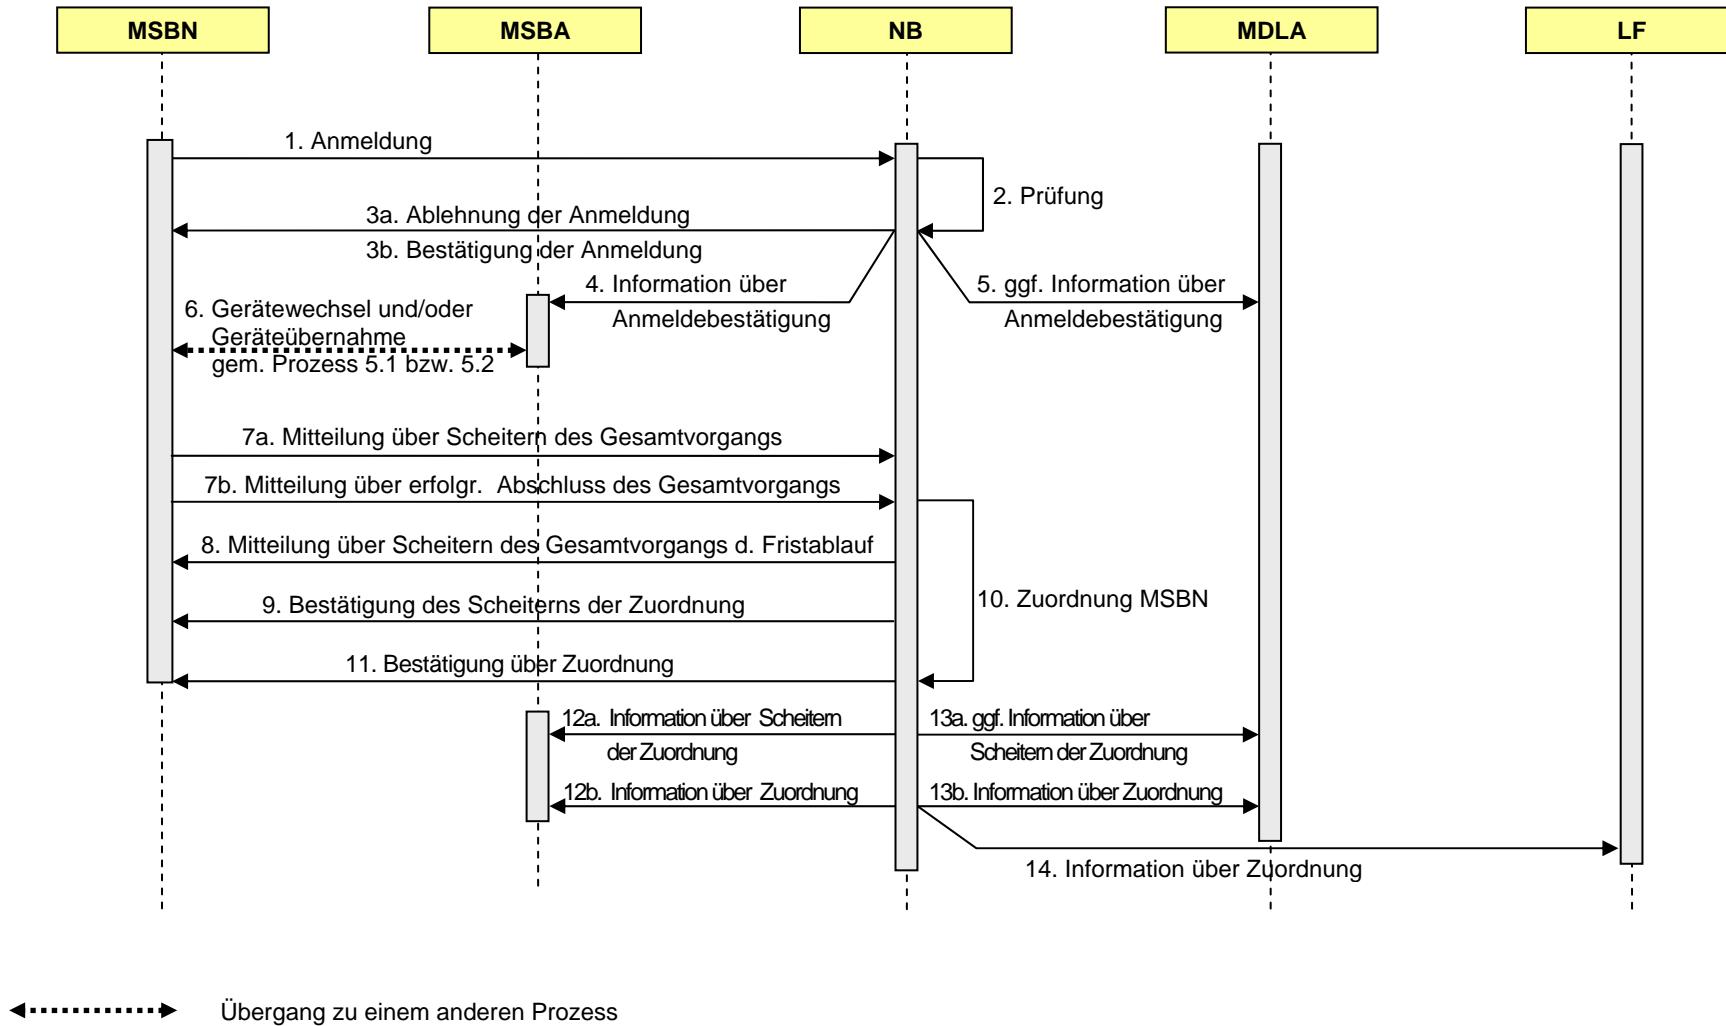 MSBN
MSBA
NB
MDLA
LF
1. Anmeldung
2. Prüfung
3a. Ablehnung der Anmeldung
3b. Bestätigung der Anmeldung
4. Information über
Anmeldebestätigung
5. ggf. Information über
Anmeldebestätigung
6. Gerätewechsel und/oder
Geräteübernahme
gem. Prozess 5.1 bzw. 5.2
7a. Mitteilung über Scheitern des Gesamtvorgangs
7b. Mitteilung über erfolgr. Abschluss des Gesamtvorgangs
8. Mitteilung über Scheitern des Gesamtvorgangs d. Fristablauf
9. Bestätigung des Scheiterns der Zuordnung
10. Zuordnung MSBN
11. Bestätigung über Zuordnung
12a. Information über Scheitern
der Zuordnung
13a. ggf. Information über
Scheitern der Zuordnung
12b. Information über Zuordnung
13b. Information über Zuordnung
14. Information über Zuordnung
Übergang zu einem anderen Prozess